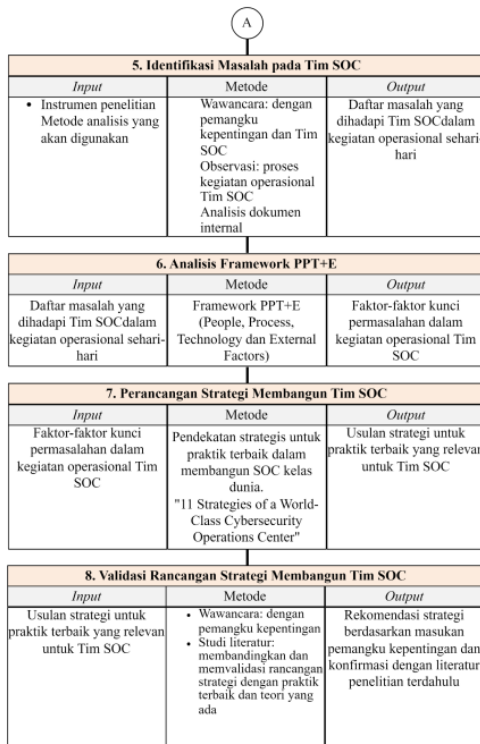 A
5. Identifikasi Masalah pada Tim SOC
Input
Metode
Output
• Instrumen penelitian
Metode analisis yang
akan digunakan
Wawancara: dengan
pemangku
kepentingan dan Tim
SOC
Observasi: proses
kegiatan operasional
Tim SOC
Analisis dokumen
internal
Daftar masalah yang
dihadapi Tim SOCdalam
kegiatan operasional sehari-
hari
6. Analisis Framework PPT+E
Input
Metode
Output
Daftar masalah yang
dihadapi Tim SOCdalam
kegiatan operasional sehari-
hari
Framework PPT+E
(People, Process,
Technology dan External
Factors)
Faktor-faktor kunci
permasalahan dalam
kegiatan operasional Tim
SOC
7. Perancangan Strategi Membangun Tim SOC
Input
Metode
Output
Faktor-faktor kunci
permasalahan dalam
kegiatan operasional Tim
SOC
Pendekatan strategis untuk
praktik terbaik dalam
membangun SOC kelas
dunia.
"11 Strategies of a World-
Class Cybersecurity
Operations Center"
Usulan strategi untuk
praktik terbaik yang relevan
untuk Tim SOC
8. Validasi Rancangan Strategi Membangun Tim SOC
Input
Metode
Output
Usulan strategi untuk
praktik terbaik yang relevan
untuk Tim SOC
• Wawancara: dengan
pemangku kepentingan
• Studi literatur:
membandingkan dan
memvalidasi rancangan
strategi dengan praktik
terbaik dan teori yang
ada
Rekomendasi strategi
berdasarkan masukan
pemangku kepentingan dan
konfirmasi dengan literatur
penelitian terdahulu